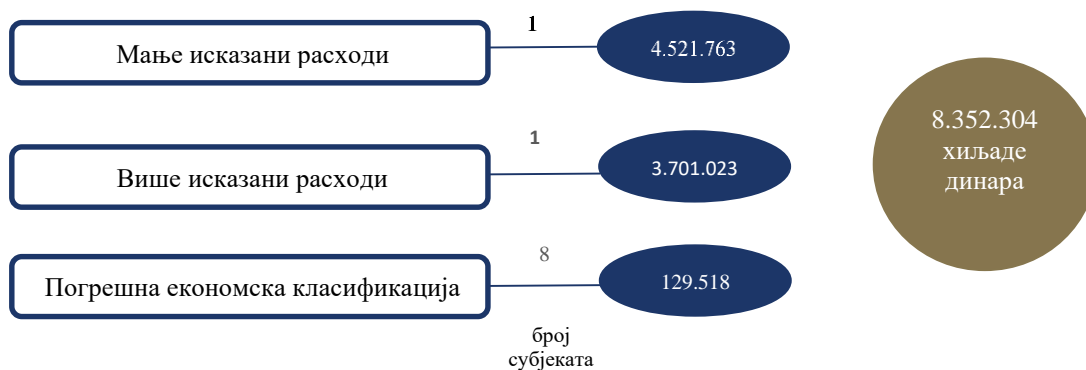 1
Мање исказани расходи
4.521.763
1
Више исказани расходи
3.701.023
8
Погрешна економска класификација
129.518
број
субјеката
8.352.304
хиљаде
динара